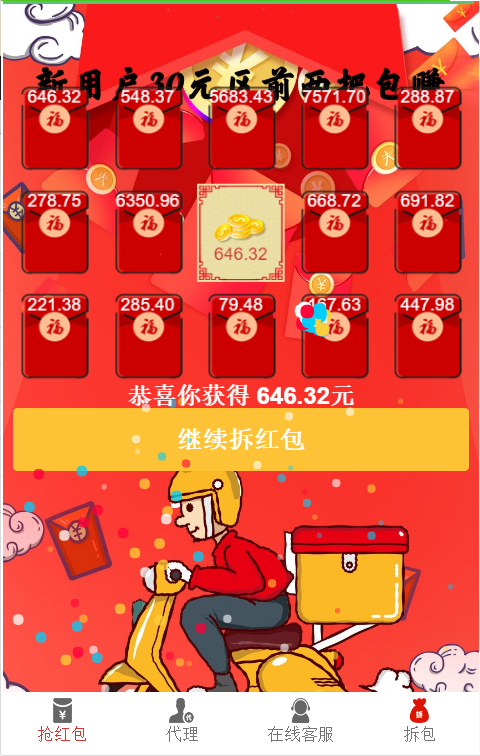 新用户30元区前两把包赚
646.32 548.37 5683.43 7571.70 288.87
福 福 福 福 福
278.75 6350.96 668.72 691.82
福 福 福 福
646.32
221.38 285.40 79.48 167.63 447.98
福 福 福 福 福
恭喜你获得 646.32元
继续拆红包
抢红包 代理 在线客服 拆包